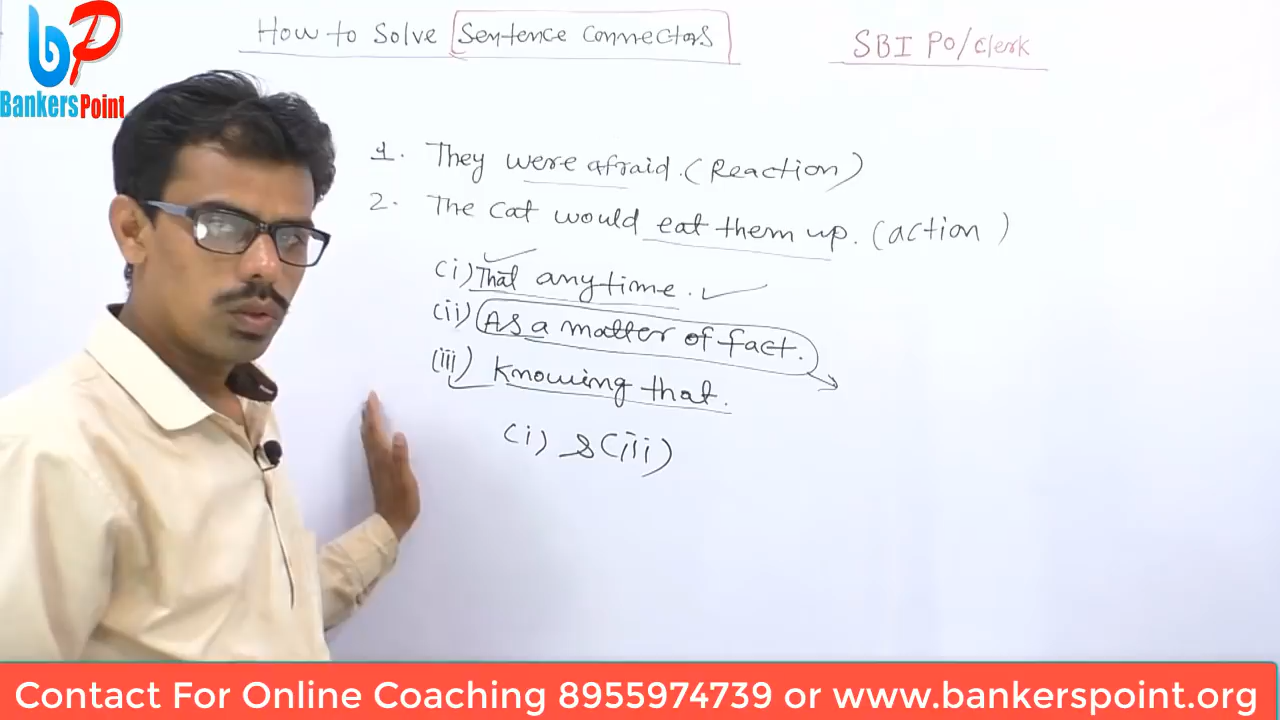 bp
BankersPoint
How to Solve Sentence Connectors
SBI PO/Clerk
1. They were afraid. (Reaction)
2. The cat would eat them up. (action)
(i) That anytime.
(ii) As a matter of fact.
(iii) Knowing that.
(i) & (iii)
Contact For Online Coaching 8955974739 or www.bankerspoint.org